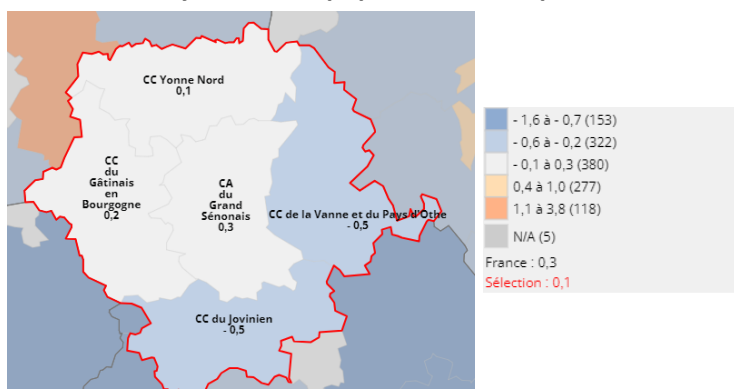 CC Yonne Nord
0,1
CC
du
Gâtinais
en
Bourgogne
0,2
CA
du
Grand
Sénonais
0,3
CC de la Vanne et du Pays d'Othe
- 0,5
CC du Jovinien
- 0,5
- 1,6 à - 0,7 (153)
- 0,6 à - 0,2 (322)
- 0,1 à 0,3 (380)
0,4 à 1,0 (277)
1,1 à 3,8 (118)
N/A (5)
France : 0,3
Sélection : 0,1